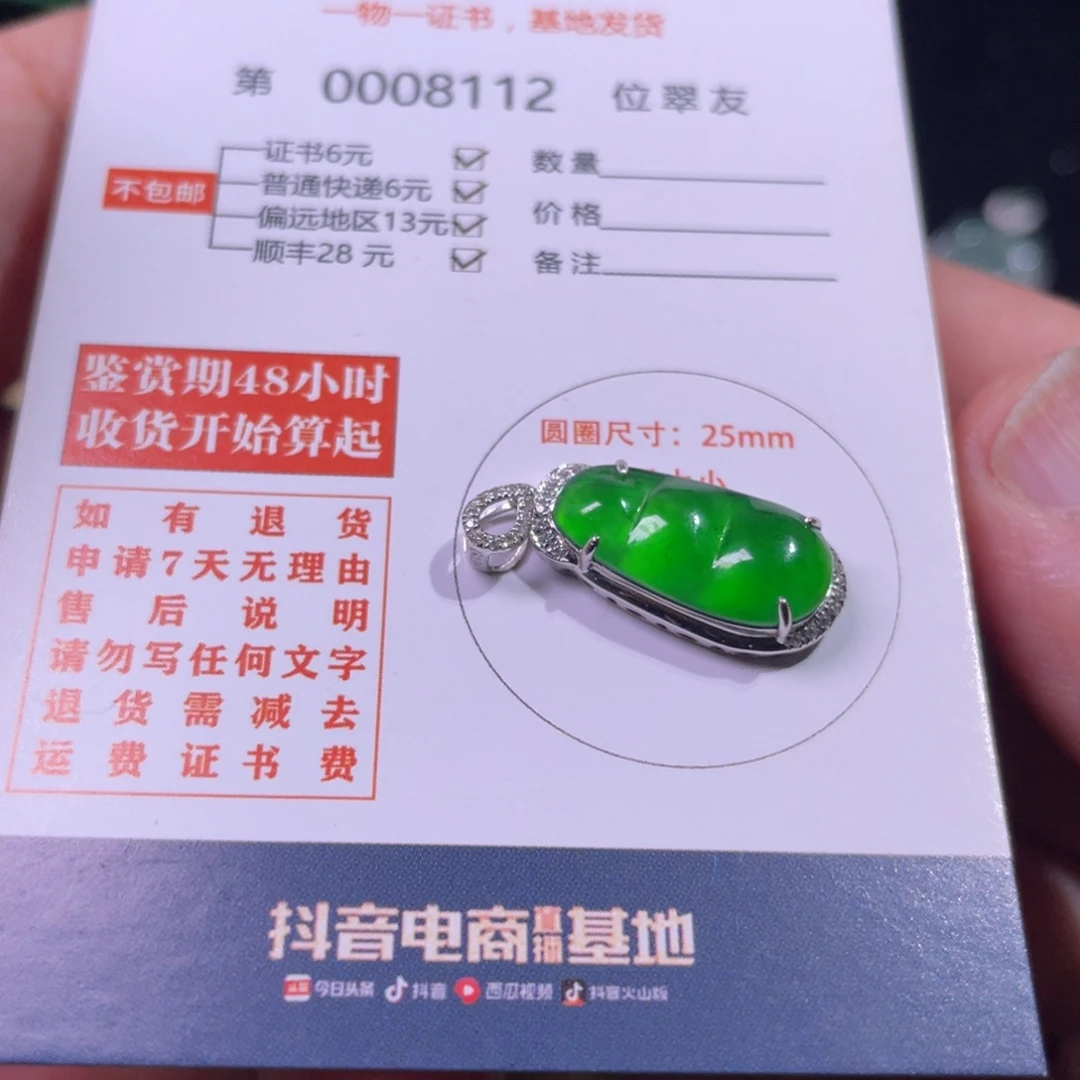 一物一证书，基地发货
第 0008112 位翠友
不包邮
证书6元
普通快递6元
偏远地区13元
顺丰28 元
数量
价格
备注
鉴赏期48小时
收货开始算起
如有退货
申请7天无理由
售后说明
请勿写任何文字
退货需减去
运费证书费
圆圈尺寸：25mm
大小
抖音电商直播基地
头条 今日头条 抖音 西瓜视频 抖音火山版